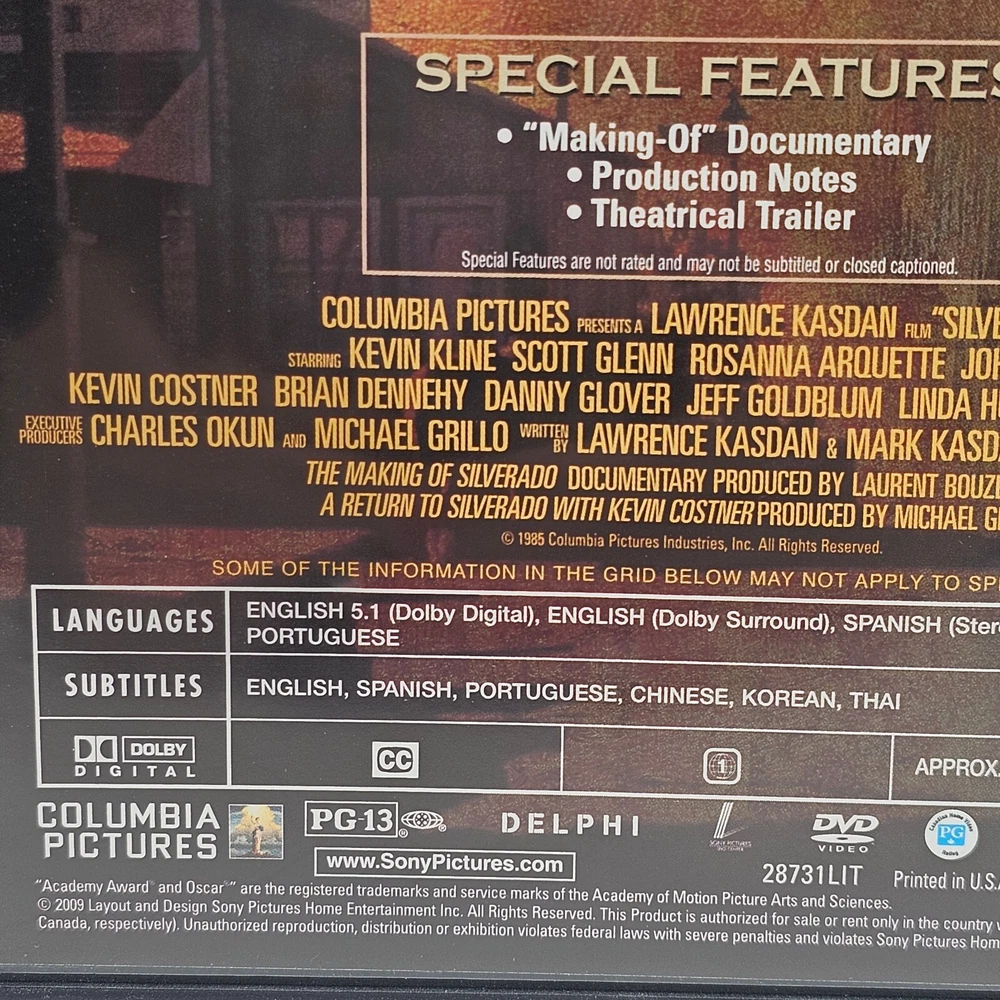 SPECIAL FEATURES
• “Making-Of” Documentary
• Production Notes
• Theatrical Trailer
Special Features are not rated and may not be subtitled or closed captioned.
COLUMBIA PICTURES PRESENTS A LAWRENCE KASDAN FILM “SILVE
STARRING KEVIN KLINE SCOTT GLENN ROSANNA ARQUETTE JOH
KEVIN COSTNER BRIAN DENNEHY DANNY GLOVER JEFF GOLDBLUM LINDA H
EXECUTIVE PRODUCERS CHARLES OKUN AND MICHAEL GRILLO WRITTEN BY LAWRENCE KASDAN & MARK KASDA
THE MAKING OF SILVERADO DOCUMENTARY PRODUCED BY LAURENT BOUZE
A RETURN TO SILVERADO WITH KEVIN COSTNER PRODUCED BY MICHAEL G
© 1985 Columbia Pictures Industries, Inc. All Rights Reserved.
SOME OF THE INFORMATION IN THE GRID BELOW MAY NOT APPLY TO SP
LANGUAGES ENGLISH 5.1 (Dolby Digital), ENGLISH (Dolby Surround), SPANISH (Ster
PORTUGUESE
SUBTITLES ENGLISH, SPANISH, PORTUGUESE, CHINESE, KOREAN, THAI
DOLBY DIGITAL CC 1 APPROX.
COLUMBIA PICTURES PG-13 DELPHI DVD VIDEO PG
www.SonyPictures.com 28731LIT Printed in U.S.A
“Academy Award® and Oscar®” are the registered trademarks and service marks of the Academy of Motion Picture Arts and Sciences.
© 2009 Layout and Design Sony Pictures Home Entertainment Inc. All Rights Reserved. This Product is authorized for sale or rent only in the country
Canada, respectively). Unauthorized reproduction, distribution or exhibition violates federal laws with severe penalties and violates Sony Pictures Hom